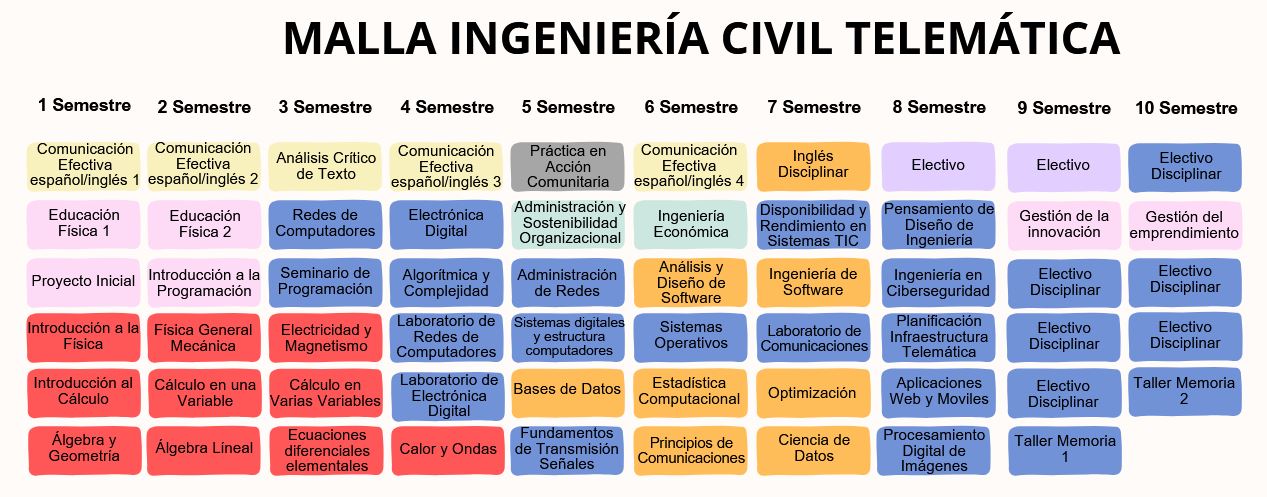 MALLA INGENIERÍA CIVIL TELEMÁTICA
1 Semestre
2 Semestre
3 Semestre
4 Semestre
5 Semestre
6 Semestre
7 Semestre
8 Semestre
9 Semestre
10 Semestre
Comunicación
Efectiva
español/inglés 1
Comunicación
Efectiva
español/inglés 2
Análisis Crítico
de Texto
Comunicación
Efectiva
español/inglés 3
Práctica en
Acción
Comunitaria
Comunicación
Efectiva
español/inglés 4
Inglés
Disciplinar
Electivo
Electivo
Electivo
Disciplinar
Educación
Física 1
Educación
Física 2
Redes de
Computadores
Electrónica
Digital
Administración y
Sostenibilidad
Organizacional
Ingeniería
Económica
Disponibilidad y
Rendimiento en
Sistemas TIC
Pensamiento de
Diseño de
Ingeniería
Gestión de la
innovación
Gestión del
emprendimiento
Proyecto Inicial
Introducción a la
Programación
Seminario de
Programación
Algorítmica y
Complejidad
Administración
de Redes
Análisis y
Diseño de
Software
Ingeniería de
Software
Ingeniería en
Ciberseguridad
Electivo
Disciplinar
Electivo
Disciplinar
Introducción a la
Física
Física General
Mecánica
Electricidad y
Magnetismo
Laboratorio de
Redes de
Computadores
Sistemas digitales
y estructura
computadores
Sistemas
Operativos
Laboratorio de
Comunicaciones
Planificación
Infraestructura
Telemática
Electivo
Disciplinar
Electivo
Disciplinar
Introducción al
Cálculo
Cálculo en una
Variable
Cálculo en
Varias Variables
Laboratorio de
Electrónica
Digital
Bases de Datos
Estadística
Computacional
Optimización
Aplicaciones
Web y Moviles
Electivo
Disciplinar
Taller Memoria
2
Álgebra y
Geometría
Álgebra Líneal
Ecuaciones
diferenciales
elementales
Calor y Ondas
Fundamentos
de Transmisión
Señales
Principios de
Comunicaciones
Ciencia de
Datos
Procesamiento
Digital de
Imágenes
Taller Memoria
1